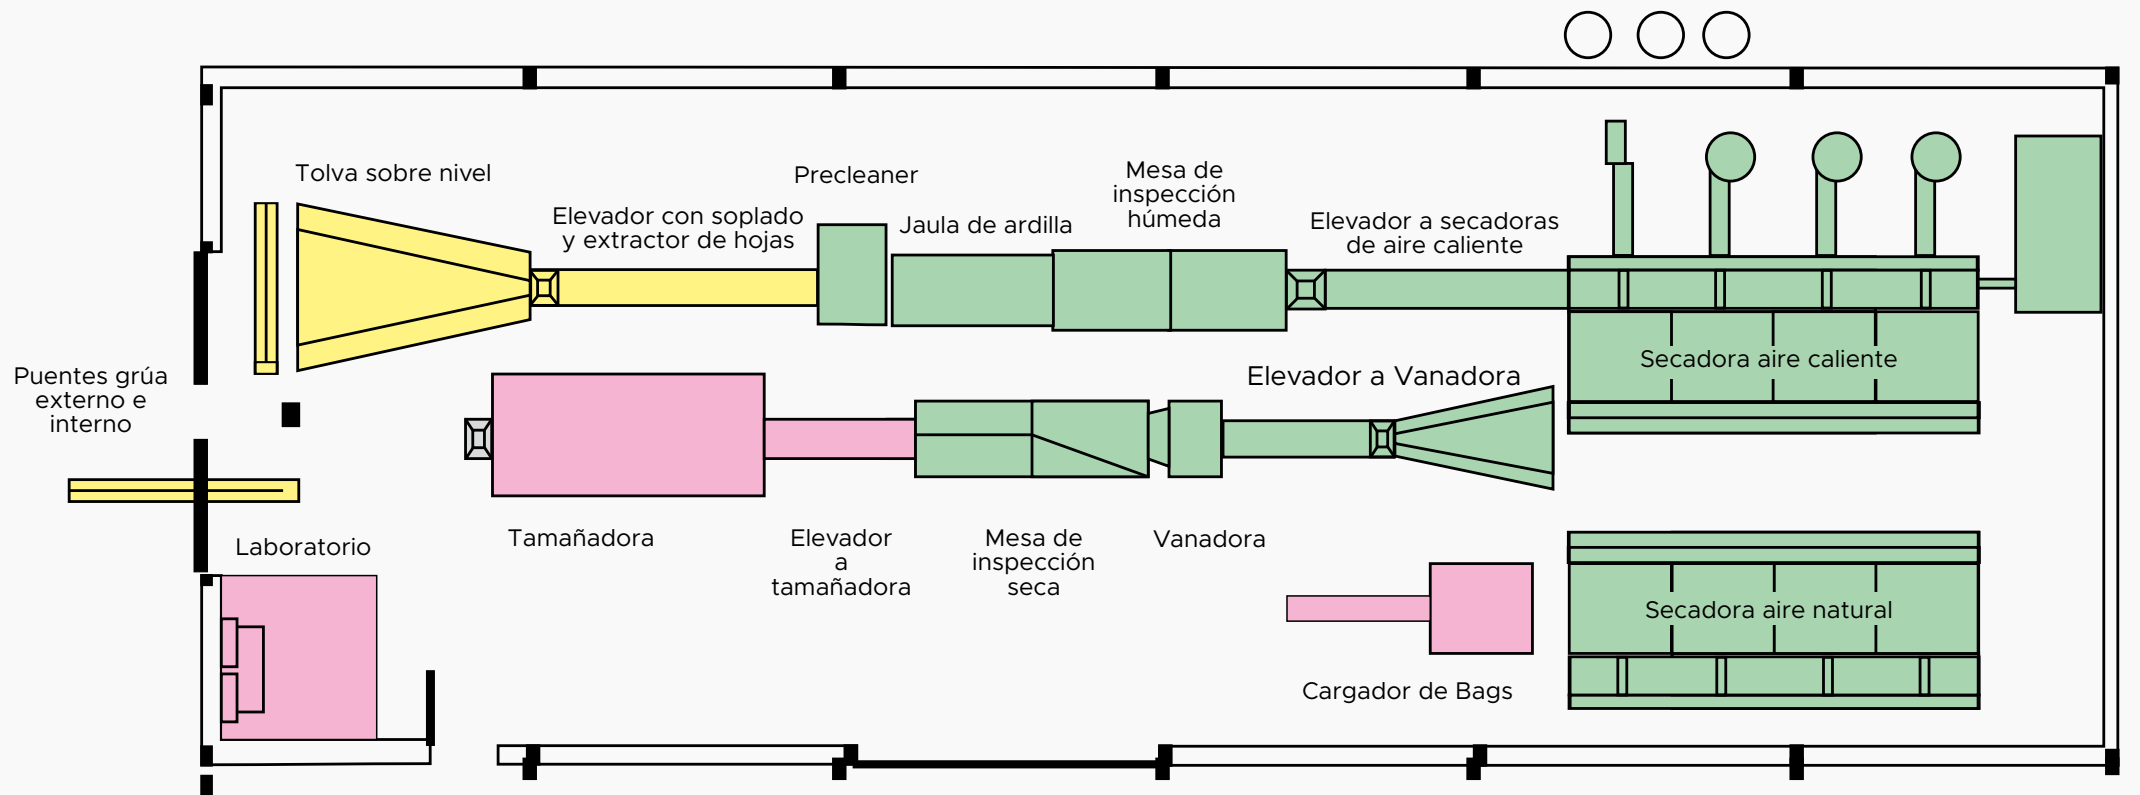 Tolva sobre nivel
Elevador con soplado
y extractor de hojas
Precleaner
Jaula de ardilla
Mesa de
inspección
húmeda
Elevador a secadoras
de aire caliente
Secadora aire caliente
Puentes grúa
externo e
interno
Elevador a Vanadora
Laboratorio
Tamañadora
Elevador
a
tamañadora
Mesa de
inspección
seca
Vanadora
Cargador de Bags
Secadora aire natural